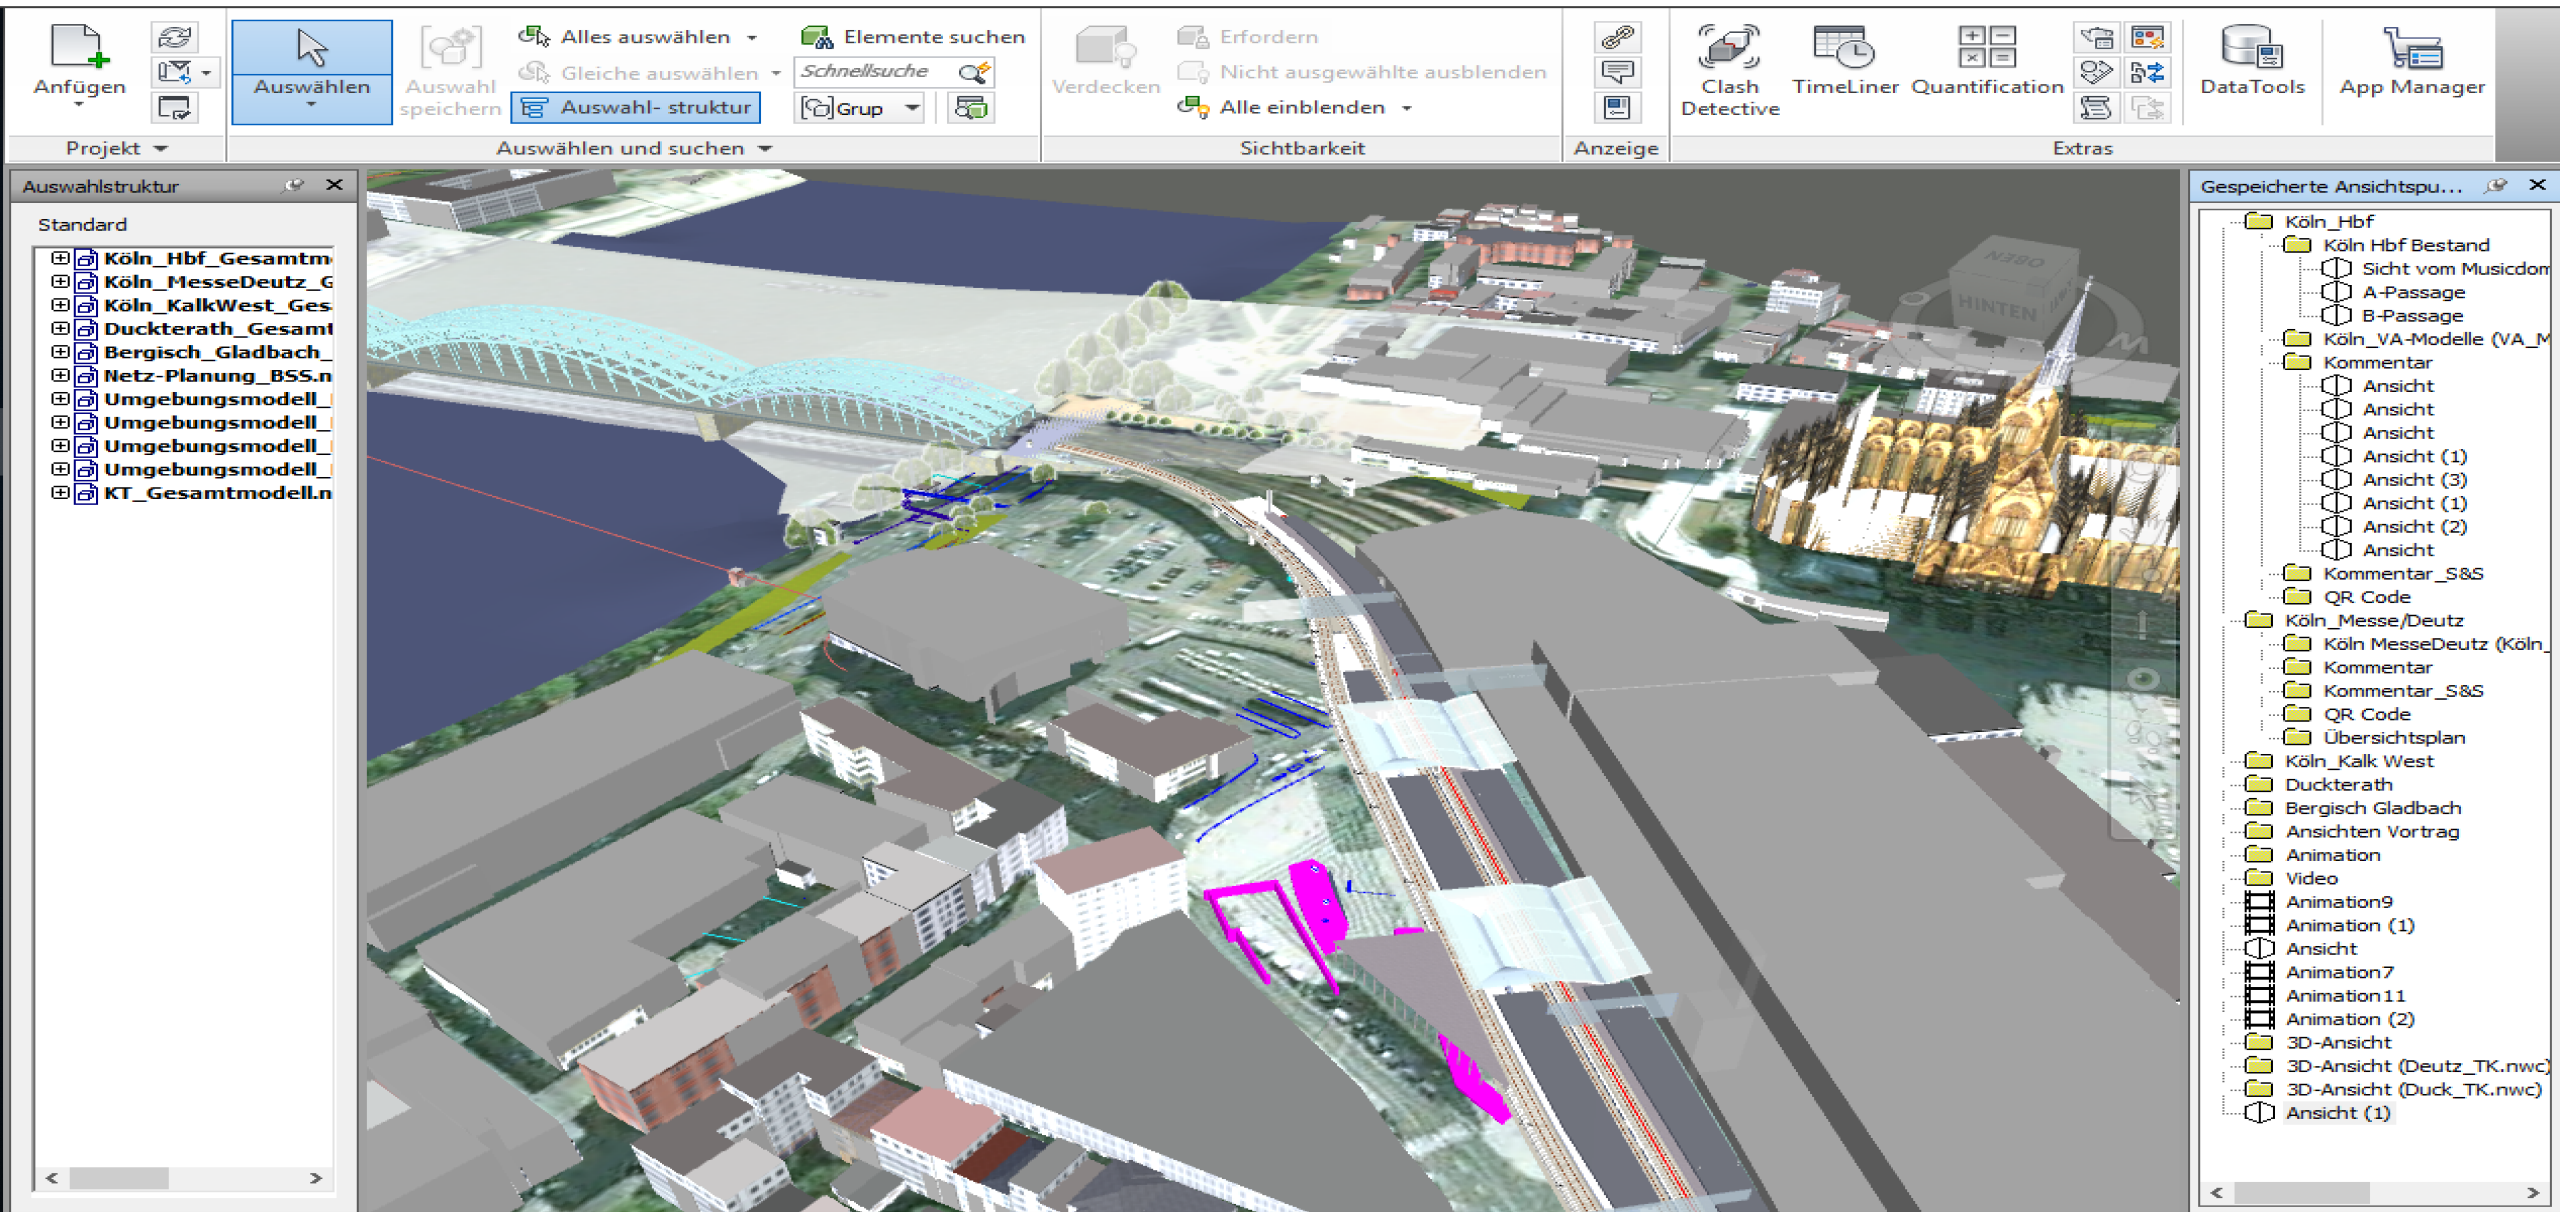 Anfügen
Projekt
Auswählen
Auswahl speichern
Alles auswählen
Gleiche auswählen
Auswahl- struktur
Elemente suchen
Schnellsuche
Grup
Auswählen und suchen
Verdecken
Erfordern
Nicht ausgewählte ausblenden
Alle einblenden
Sichtbarkeit
Anzeige
Clash Detective
TimeLiner
Quantification
DataTools
App Manager
Extras
Auswahlstruktur
Standard
Köln_Hbf_Gesamtm
Köln_MesseDeutz_G
Köln_KalkWest_Ges
Duckterath_Gesamt
Bergisch_Gladbach_
Netz-Planung_BSS.n
Umgebungsmodell_
Umgebungsmodell_
Umgebungsmodell_
Umgebungsmodell_
KT_Gesamtmodell.n
OBEN
HINTEN
Gespeicherte Ansichtspu...
Köln_Hbf
Köln Hbf Bestand
Sicht vom Musicdom
A-Passage
B-Passage
Köln_VA-Modelle (VA_M
Kommentar
Ansicht
Ansicht
Ansicht
Ansicht (1)
Ansicht (3)
Ansicht (1)
Ansicht (2)
Ansicht
Kommentar_S&S
QR Code
Köln_Messe/Deutz
Köln MesseDeutz (Köln_
Kommentar
Kommentar_S&S
QR Code
Übersichtsplan
Köln_Kalk West
Duckterath
Bergisch Gladbach
Ansichten Vortrag
Animation
Video
Animation9
Animation (1)
Ansicht
Animation7
Animation11
Animation (2)
3D-Ansicht
3D-Ansicht (Deutz_TK.nwc)
3D-Ansicht (Duck_TK.nwc)
Ansicht (1)